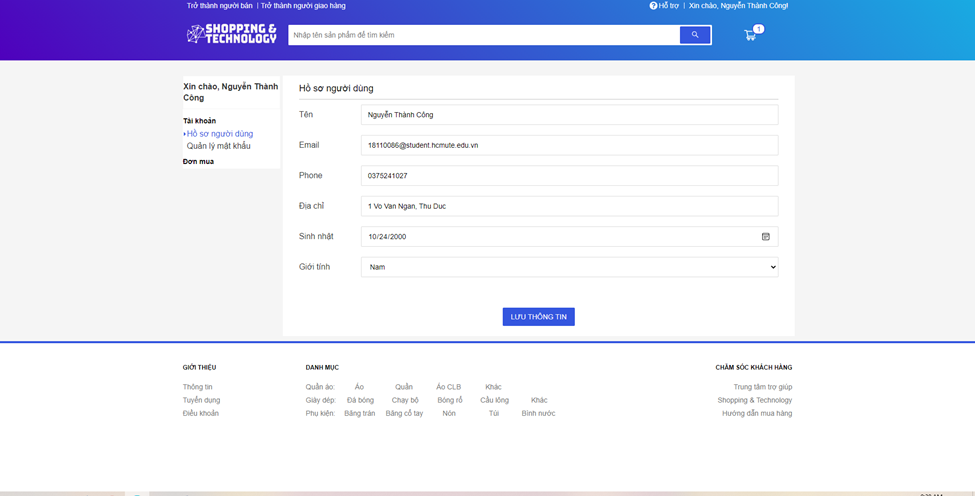 Trở thành người bán | Trở thành người giao hàng
Hỗ trợ | Xin chào, Nguyễn Thành Công!
SHOPPING & TECHNOLOGY
Nhập tên sản phẩm để tìm kiếm
1
Xin chào, Nguyễn Thành Công
Tài khoản
Hồ sơ người dùng
Quản lý mật khẩu
Đơn mua
Hồ sơ người dùng
Tên Nguyễn Thành Công
Email 18110086@student.hcmute.edu.vn
Phone 0375241027
Địa chỉ 1 Vo Van Ngan, Thu Duc
Sinh nhật 10/24/2000
Giới tính Nam
LƯU THÔNG TIN
GIỚI THIỆU
Thông tin
Tuyển dụng
Điều khoản
DANH MỤC
Quần áo: Áo Quần Áo CLB Khác
Giày dép: Đá bóng Chạy bộ Bóng rổ Cầu lông Khác
Phụ kiện: Băng trán Băng cổ tay Nón Túi Bình nước
CHĂM SÓC KHÁCH HÀNG
Trung tâm trợ giúp
Shopping & Technology
Hướng dẫn mua hàng